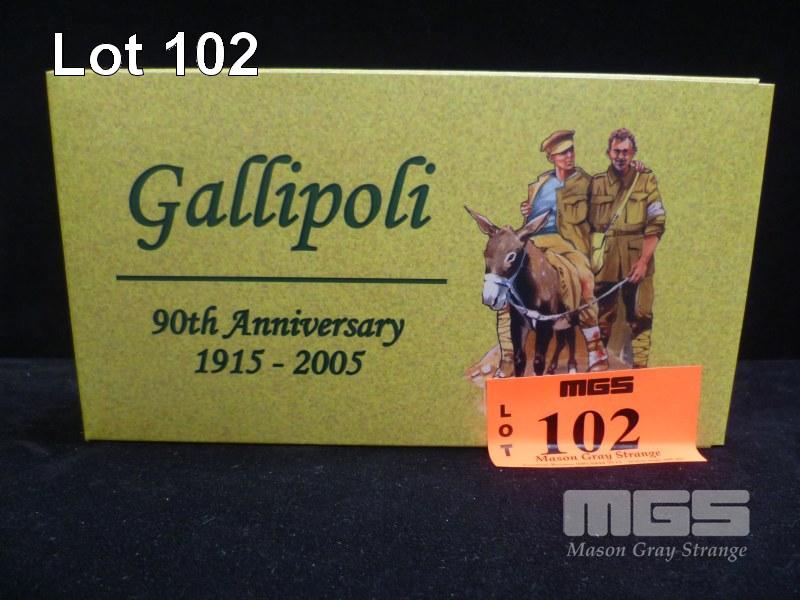 Lot 102
Gallipoli
90th Anniversary
1915 - 2005
MGS
LOT
102
Mason Gray Strange
MGS
Mason Gray Strange